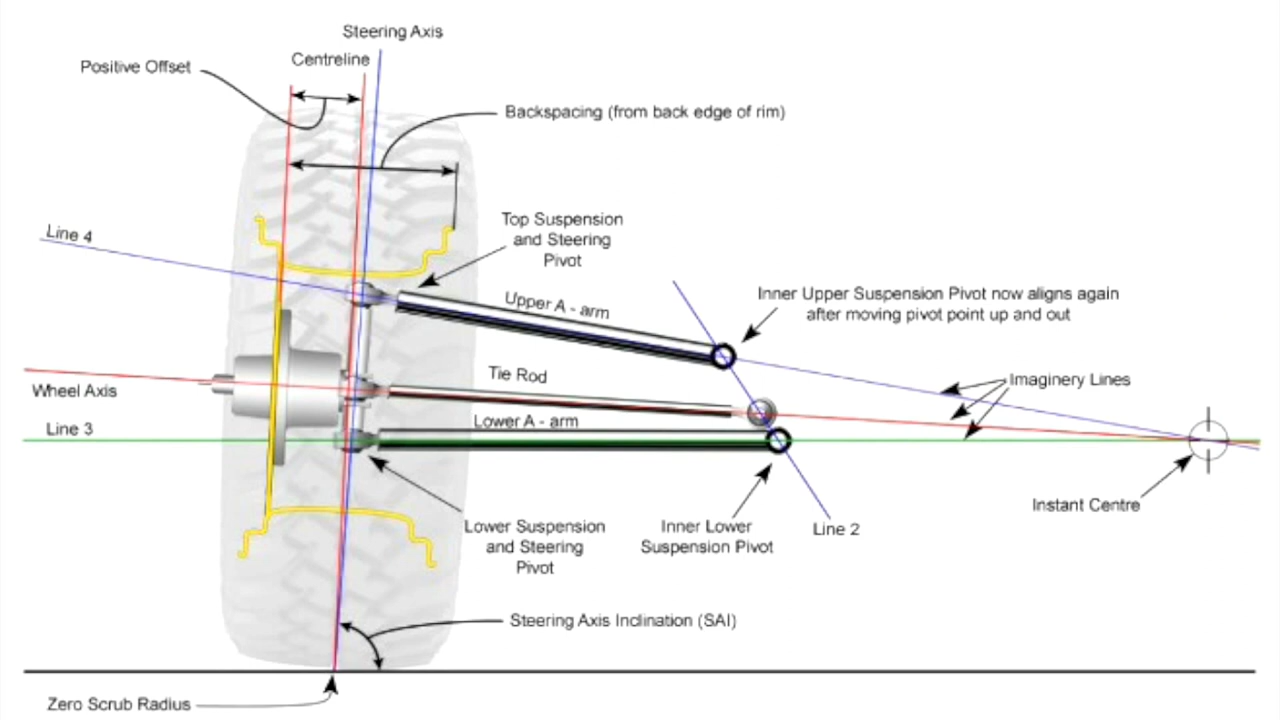 Steering Axis
Centreline
Positive Offset
Backspacing (from back edge of rim)
Line 4
Top Suspension
and Steering
Pivot
Upper A - arm
Inner Upper Suspension Pivot now aligns again
after moving pivot point up and out
Tie Rod
Imaginery Lines
Wheel Axis
Line 3
Lower A - arm
Instant Centre
Lower Suspension
and Steering
Pivot
Inner Lower
Suspension Pivot
Line 2
Steering Axis Inclination (SAI)
Zero Scrub Radius